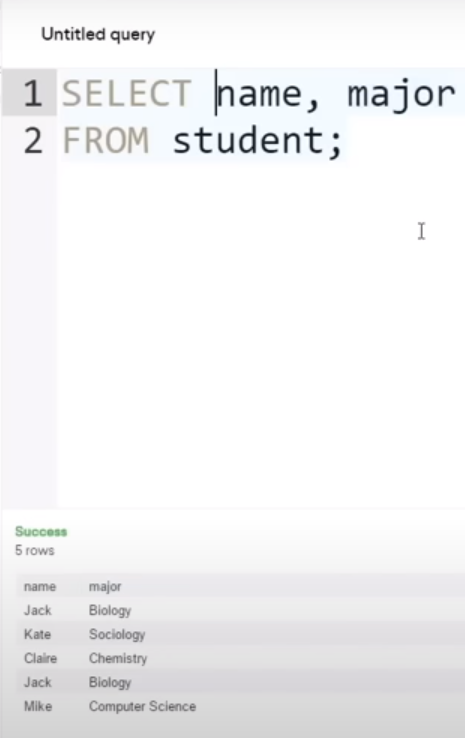 Untitled query
1 SELECT name, major
2 FROM student;
Success
5 rows
name major
Jack Biology
Kate Sociology
Claire Chemistry
Jack Biology
Mike Computer Science